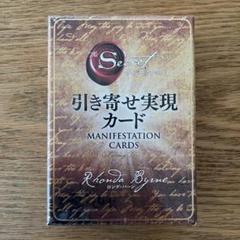 The Secret
引き寄せ実現
カード
MANIFESTATION
CARDS
Rhonda Byrne
ロンダ・バーン